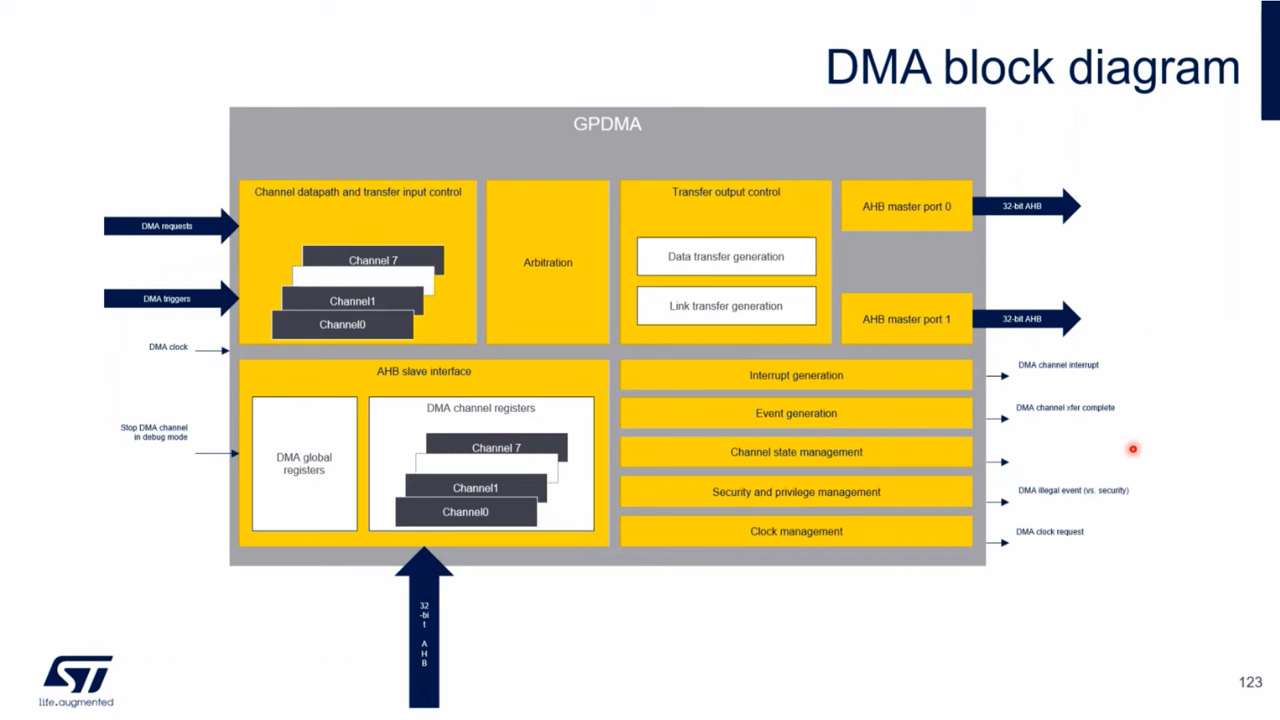 DMA block diagram
GPDMA
Channel datapath and transfer input control
Channel 7
Channel1
Channel0
Arbitration
Transfer output control
Data transfer generation
Link transfer generation
AHB master port 0
AHB master port 1
32-bit AHB
32-bit AHB
DMA requests
DMA triggers
DMA clock
Stop DMA channel
in debug mode
AHB slave interface
DMA global
registers
DMA channel registers
Channel 7
Channel1
Channel0
Interrupt generation
Event generation
Channel state management
Security and privilege management
Clock management
DMA channel interrupt
DMA channel xfer complete
DMA illegal event (vs. security)
DMA clock request
32
-bi
t
A
H
B
ST
life.augmented
123